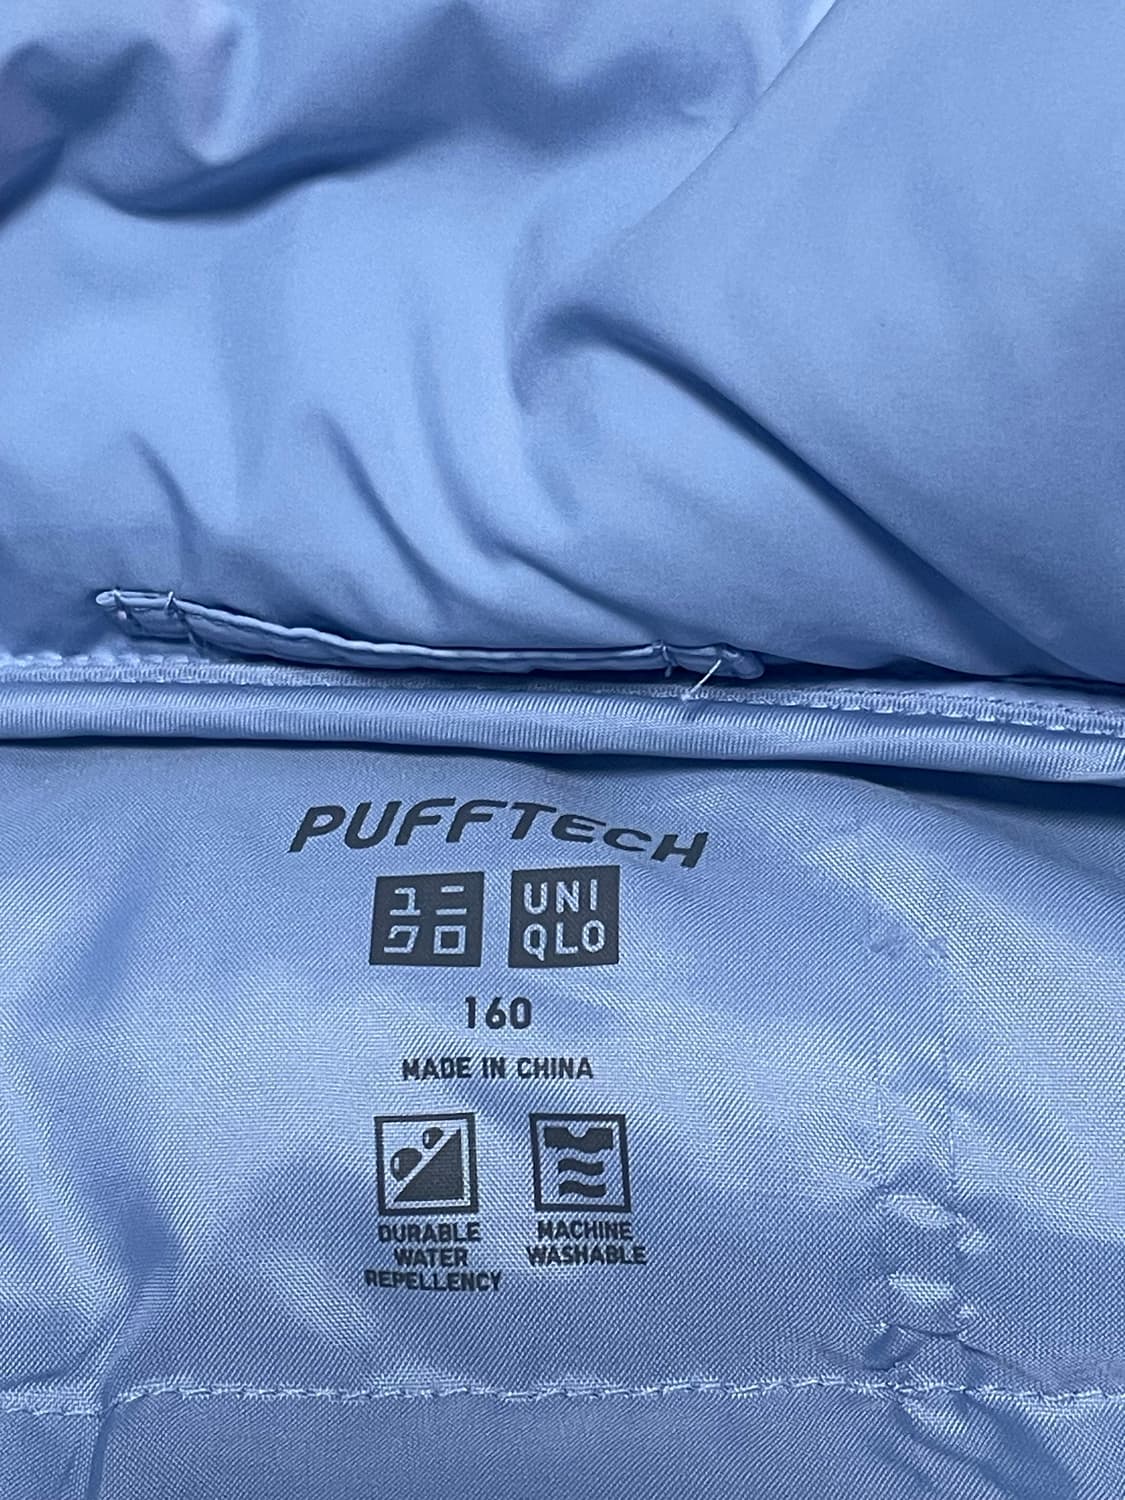 PUFFTECH
ユニ UNI
クロ QLO
160
MADE IN CHINA
DURABLE MACHINE
WATER WASHABLE
REPELLENCY